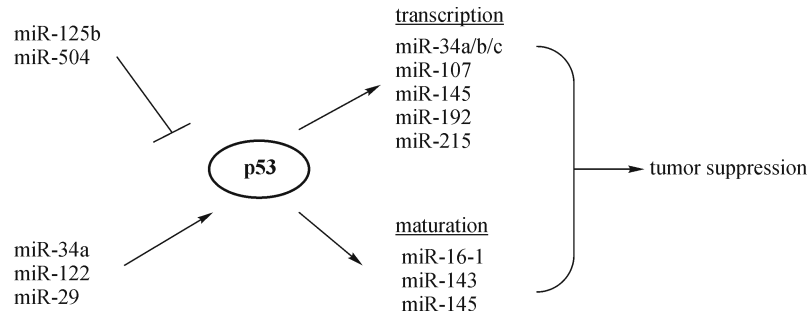 miR-125b
miR-504
miR-34a
miR-122
miR-29
p53
transcription
miR-34a/b/c
miR-107
miR-145
miR-192
miR-215
maturation
miR-16-1
miR-143
miR-145
tumor suppression